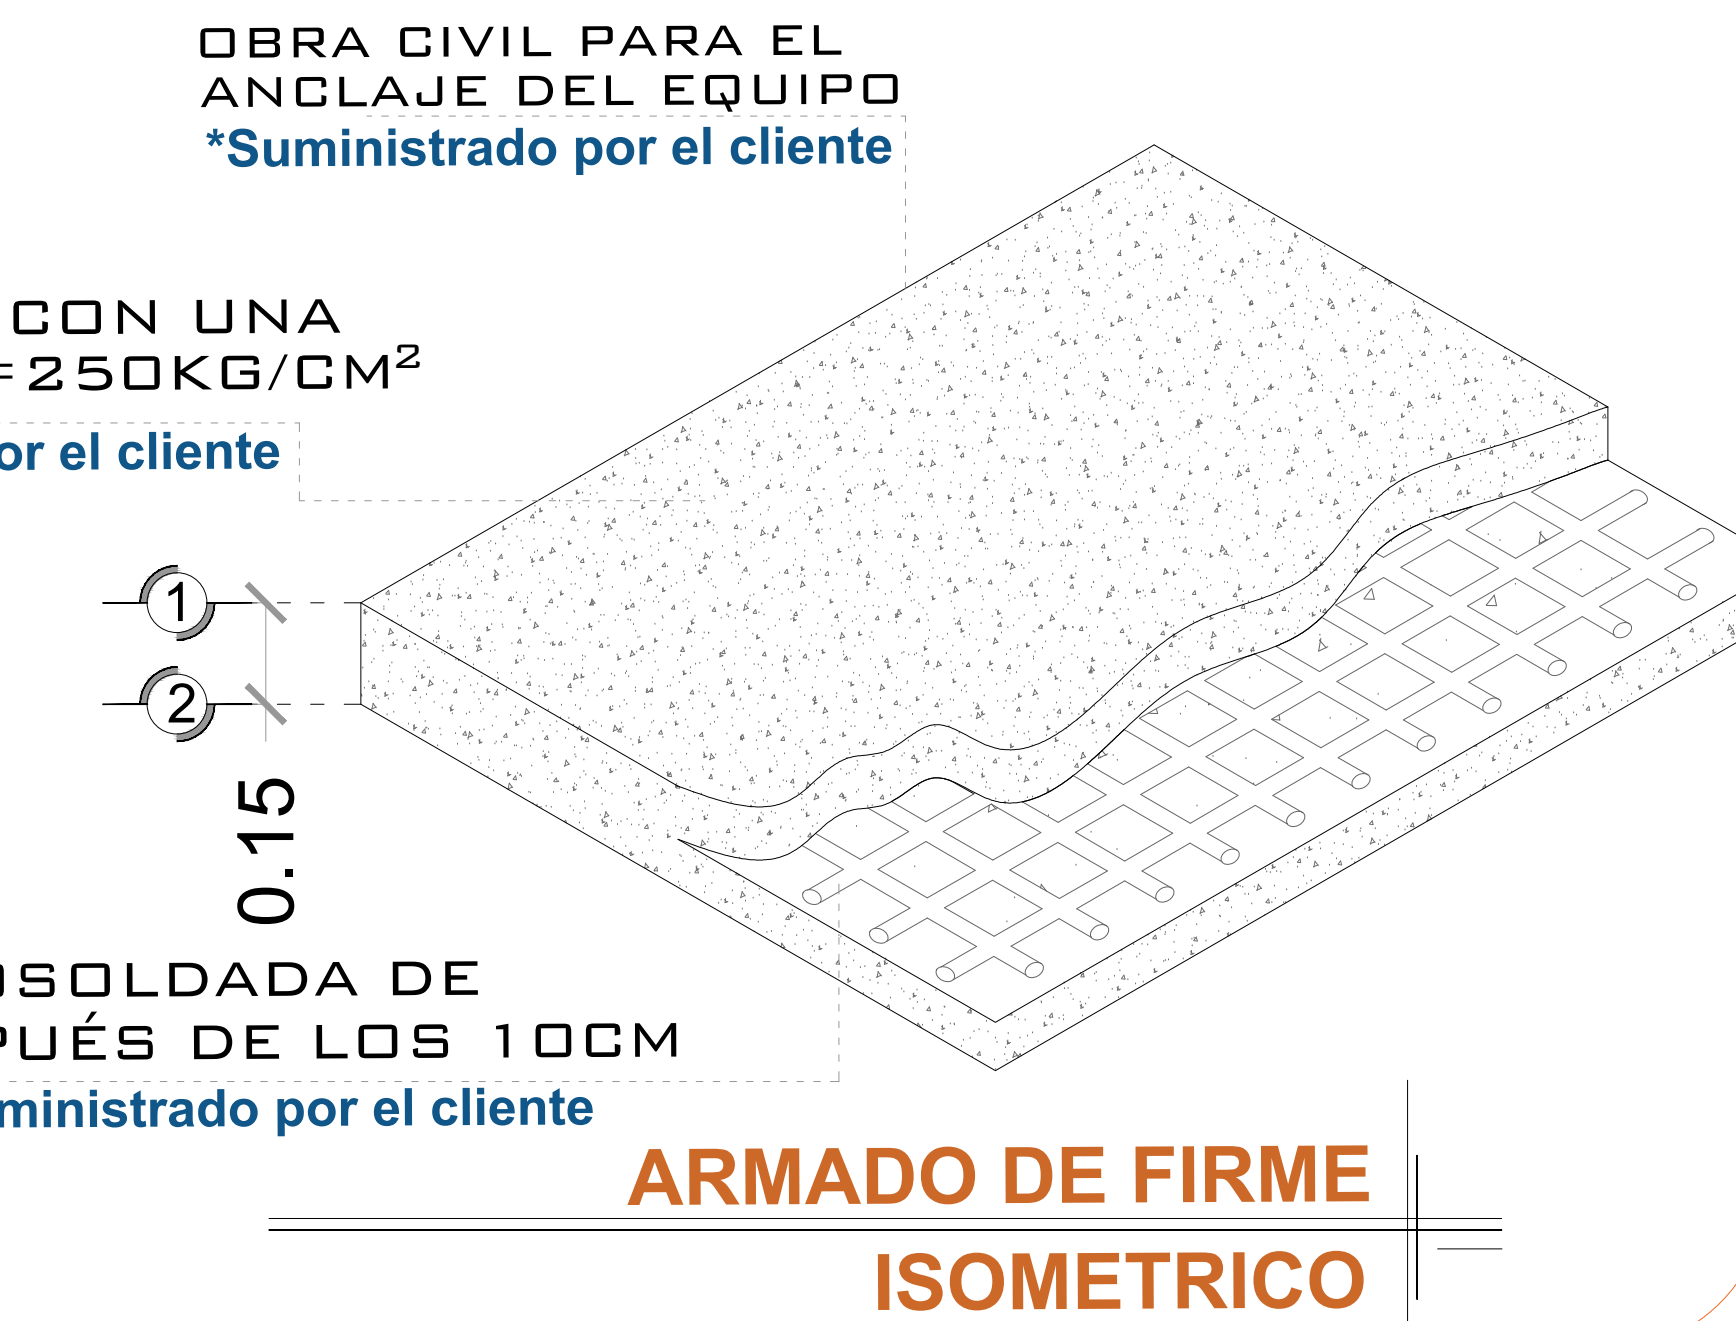 OBRA CIVIL PARA EL
ANCLAJE DEL EQUIPO
*Suministrado por el cliente
CON UNA
=250KG/CM²
or el cliente
1
2
0.15
OSOLDADA DE
PUÉS DE LOS 10CM
ministrado por el cliente
ARMADO DE FIRME
ISOMETRICO